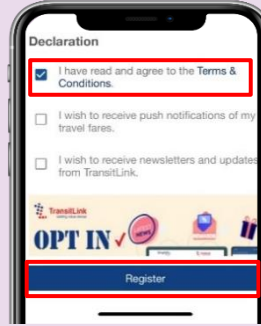 Declaration
I have read and agree to the Terms &
Conditions.
I wish to receive push notifications of my
travel fares.
I wish to receive newsletters and updates
from TransitLink.
TransitLink
OPT IN
NEWS
Register